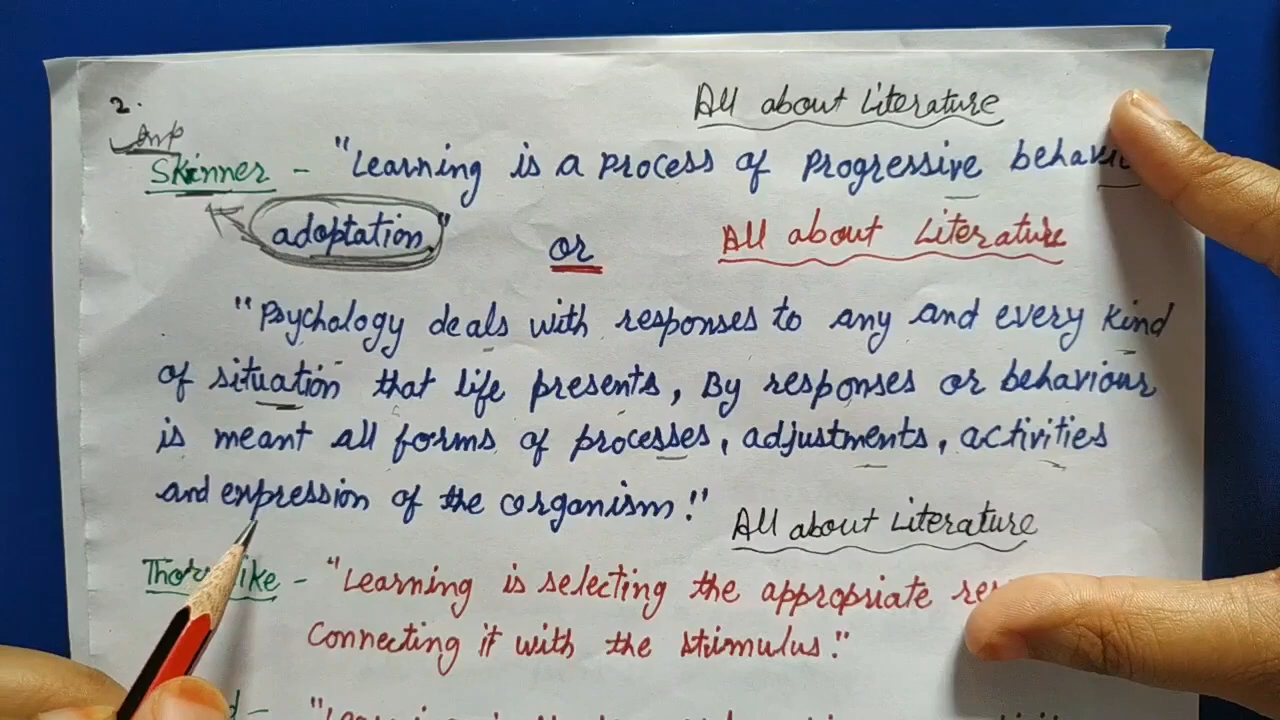 2.
All about Literature
Imp
Skinner - "Learning is a process of progressive
adoptation"
or
All about Literature
"Psychology deals with responses to any and every kind
of situation that life presents, By responses or behaviour
is meant all forms of processes, adjustments, activities
and expression of the organism."
All about Literature
- "Learning is selecting the appropriate
connecting it with the stimulus."